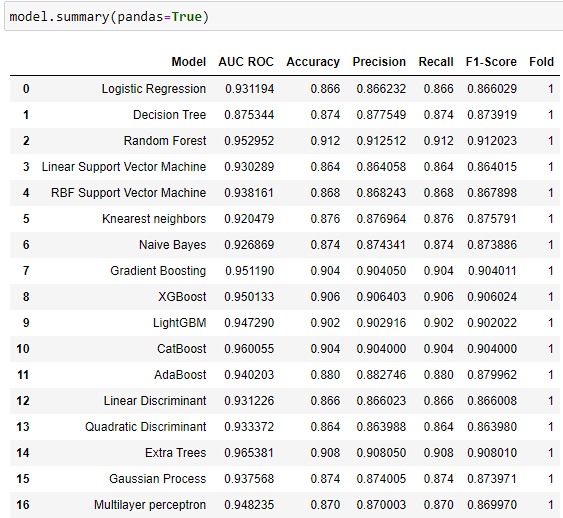 model.summary(pandas=True)
Model AUC ROC Accuracy Precision Recall F1-Score Fold
0 Logistic Regression 0.931194 0.866 0.866232 0.866 0.866029 1
1 Decision Tree 0.875344 0.874 0.877549 0.874 0.873919 1
2 Random Forest 0.952952 0.912 0.912512 0.912 0.912023 1
3 Linear Support Vector Machine 0.930289 0.864 0.864058 0.864 0.864015 1
4 RBF Support Vector Machine 0.938161 0.868 0.868243 0.868 0.867898 1
5 Knearest neighbors 0.920479 0.876 0.876964 0.876 0.875791 1
6 Naive Bayes 0.926869 0.874 0.874341 0.874 0.873886 1
7 Gradient Boosting 0.951190 0.904 0.904050 0.904 0.904011 1
8 XGBoost 0.950133 0.906 0.906403 0.906 0.906024 1
9 LightGBM 0.947290 0.902 0.902916 0.902 0.902022 1
10 CatBoost 0.960055 0.904 0.904000 0.904 0.904000 1
11 AdaBoost 0.940203 0.880 0.882746 0.880 0.879962 1
12 Linear Discriminant 0.931226 0.866 0.866023 0.866 0.866008 1
13 Quadratic Discriminant 0.933372 0.864 0.863988 0.864 0.863980 1
14 Extra Trees 0.965381 0.908 0.908050 0.908 0.908010 1
15 Gaussian Process 0.937568 0.874 0.874005 0.874 0.873971 1
16 Multilayer perceptron 0.948235 0.870 0.870003 0.870 0.869970 1